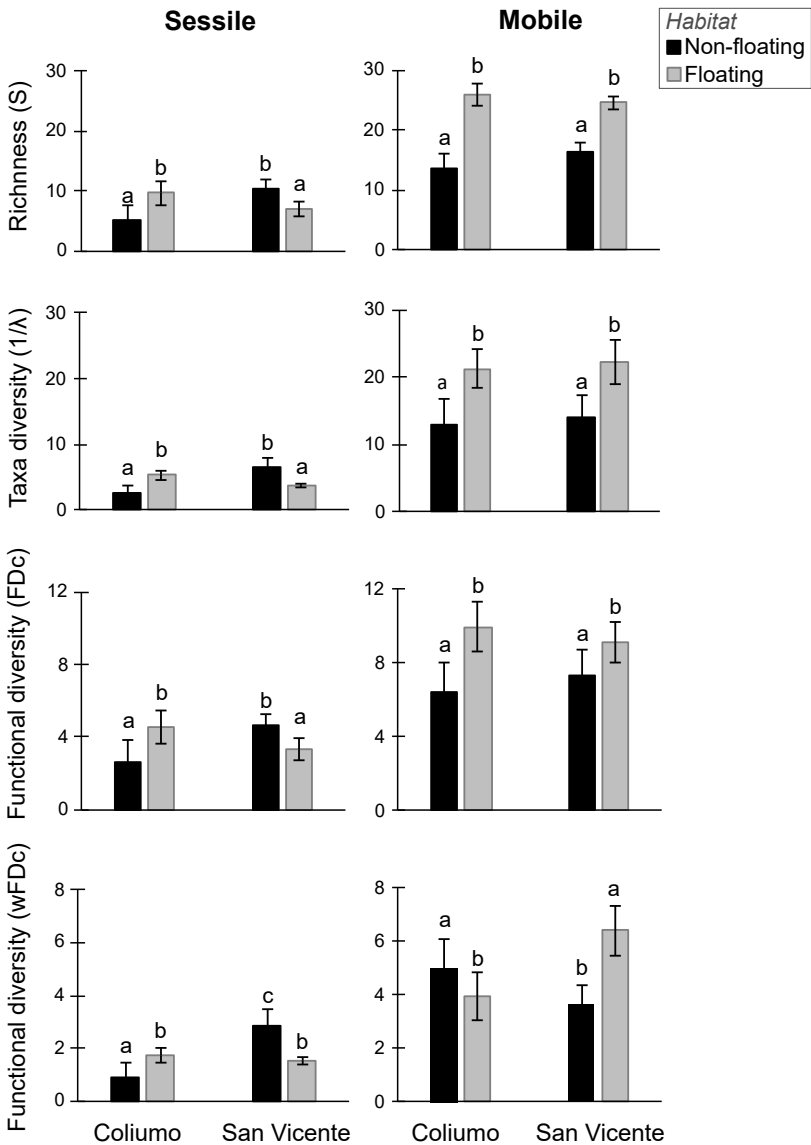 Sessile
Mobile
Habitat
Non-floating
Floating
Richnness (S)
30
20
10
0
a
b
b
a
30
20
10
0
a
b
a
b
Taxa diversity (1/λ)
30
20
10
0
a
b
b
a
30
20
10
0
a
b
a
b
Functional diversity (FDc)
12
8
4
0
a
b
b
a
12
8
4
0
a
b
a
b
Functional diversity (wFDc)
8
6
4
2
0
a
b
c
b
8
6
4
2
0
a
b
b
a
Coliumo
San Vicente
Coliumo
San Vicente